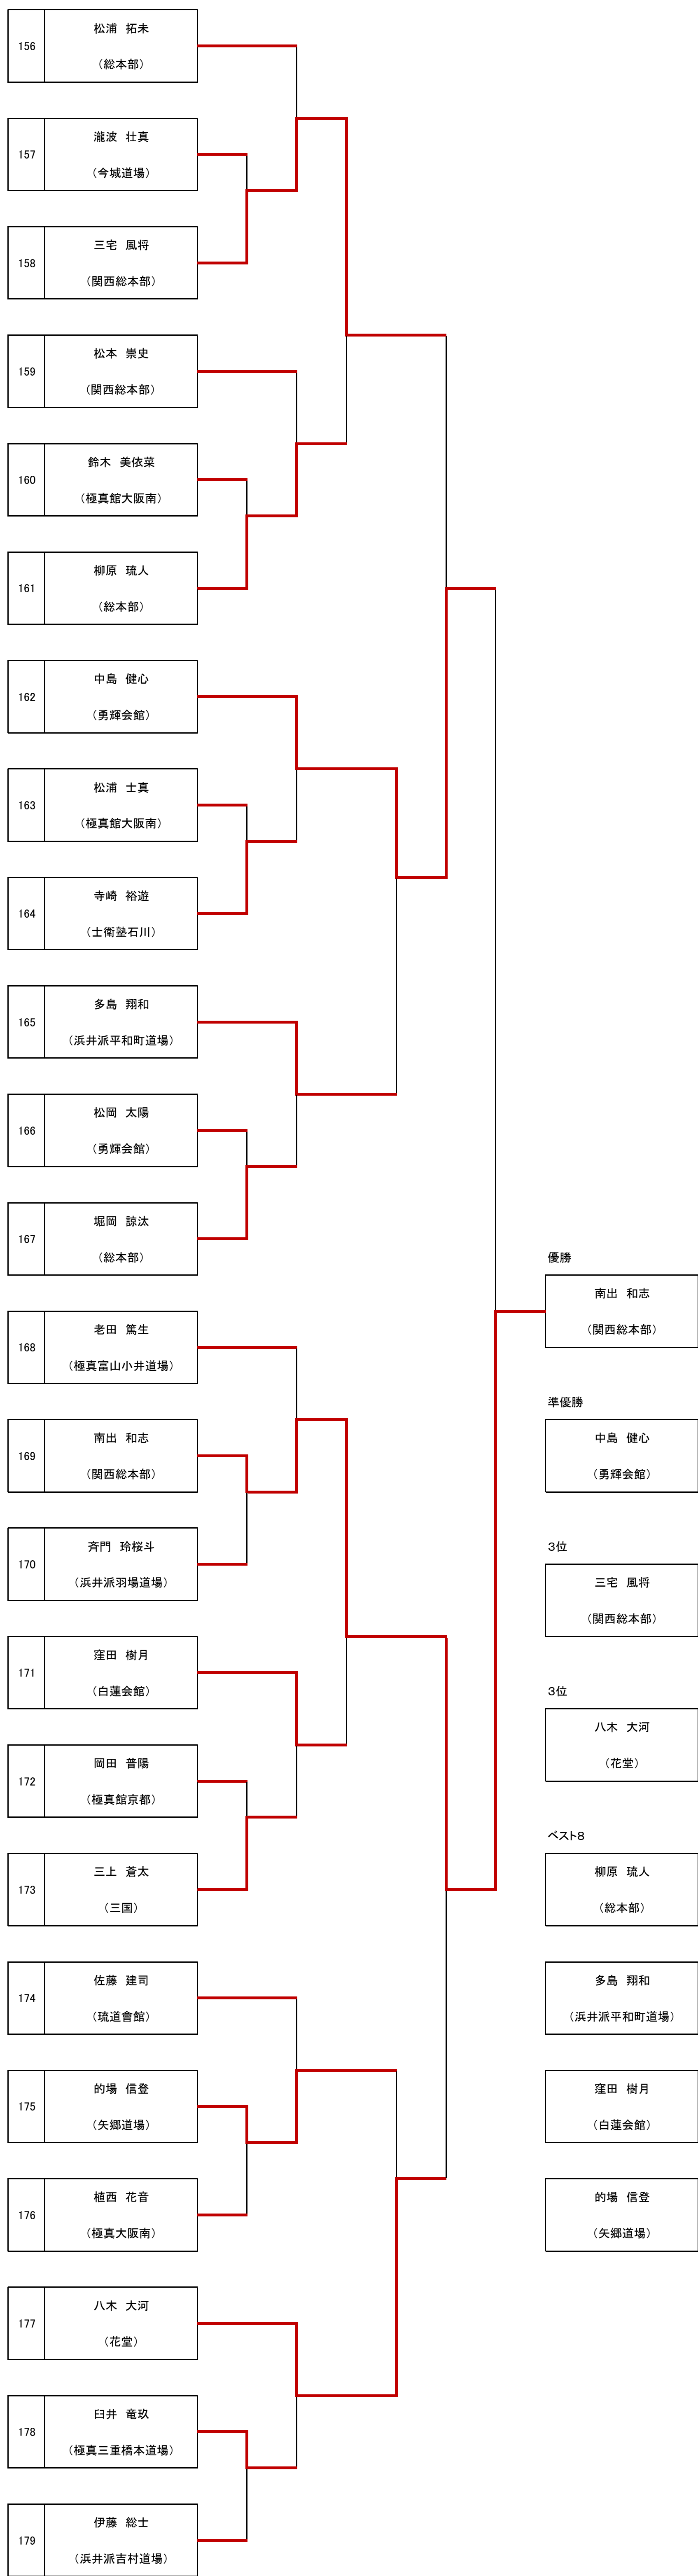 156
松浦　拓未
（総本部）
157
瀧波　壮真
（今城道場）
158
三宅　風将
（関西総本部）
159
松本　崇史
（関西総本部）
160
鈴木　美依菜
（極真館大阪南）
161
柳原　琉人
（総本部）
162
中島　健心
（勇輝会館）
163
松浦　士真
（極真館大阪南）
164
寺崎　裕遊
（士衛塾石川）
165
多島　翔和
（浜井派平和町道場）
166
松岡　太陽
（勇輝会館）
167
堀岡　諒汰
（総本部）
168
老田　篤生
（極真富山小井道場）
169
南出　和志
（関西総本部）
170
斉門　玲桜斗
（浜井派羽場道場）
171
窪田　樹月
（白蓮会館）
172
岡田　普陽
（極真館京都）
173
三上　蒼太
（三国）
174
佐藤　建司
（琉道會館）
175
的場　信登
（矢郷道場）
176
植西　花音
（極真大阪南）
177
八木　大河
（花堂）
178
臼井　竜玖
（極真三重橋本道場）
179
伊藤　総士
（浜井派吉村道場）
優勝
南出　和志
（関西総本部）
準優勝
中島　健心
（勇輝会館）
3位
三宅　風将
（関西総本部）
3位
八木　大河
（花堂）
ベスト8
柳原　琉人
（総本部）
多島　翔和
（浜井派平和町道場）
窪田　樹月
（白蓮会館）
的場　信登
（矢郷道場）